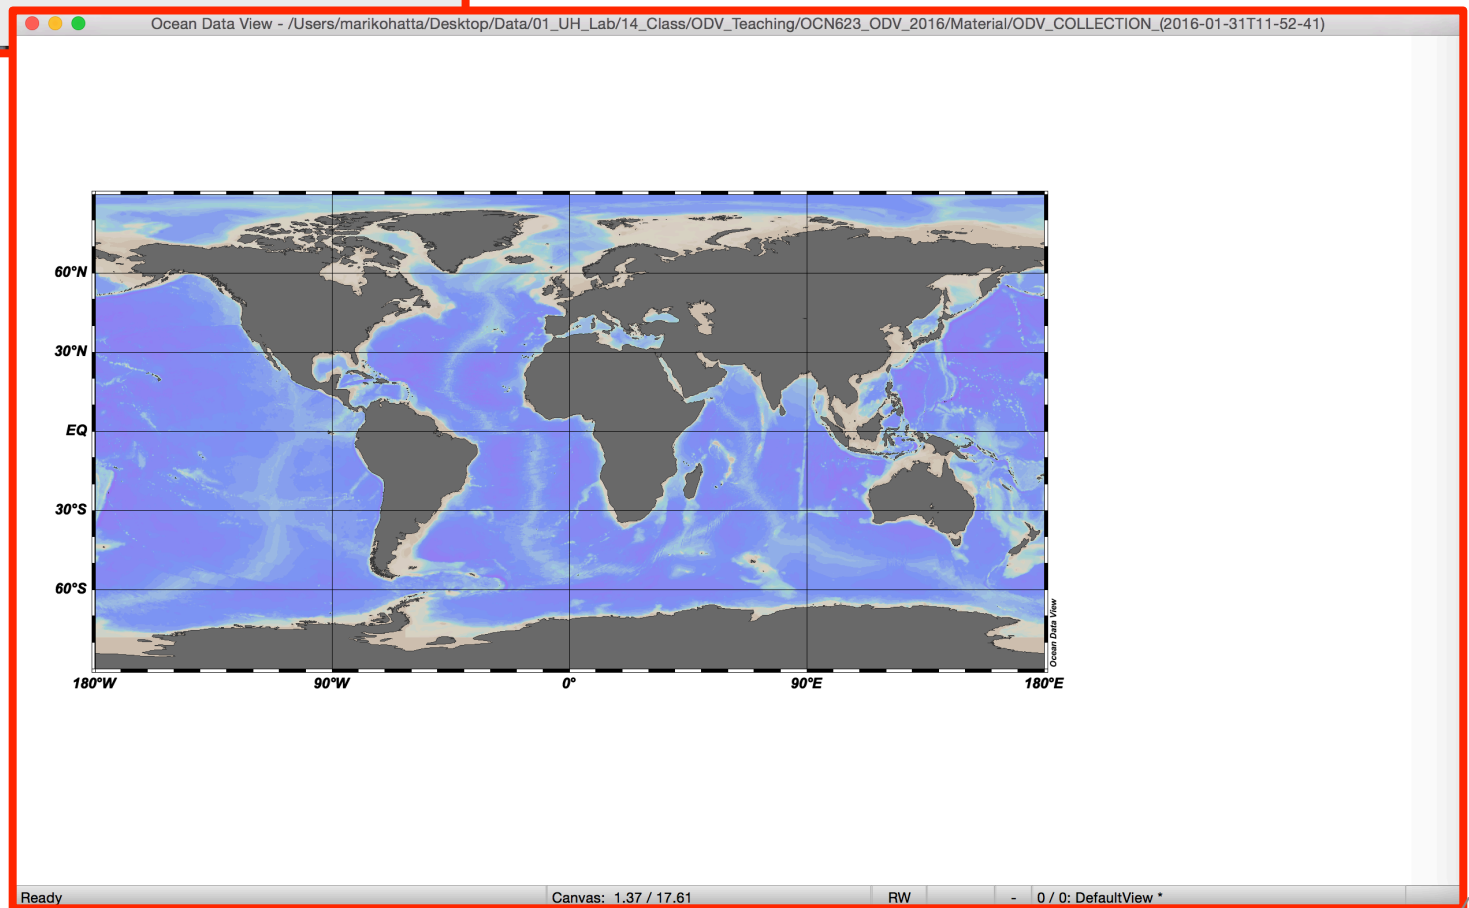 Ocean Data View - /Users/marikohatta/Desktop/Data/01_UH_Lab/14_Class/ODV_Teaching/OCN623_ODV_2016/Material/ODV_COLLECTION_(2016-01-31T11-52-41)
60°N
30°N
EQ
30°S
60°S
Ocean Data View
180°W 90°W 0° 90°E 180°E
Ready Canvas: 1.37 / 17.61 RW - 0 / 0: DefaultView *